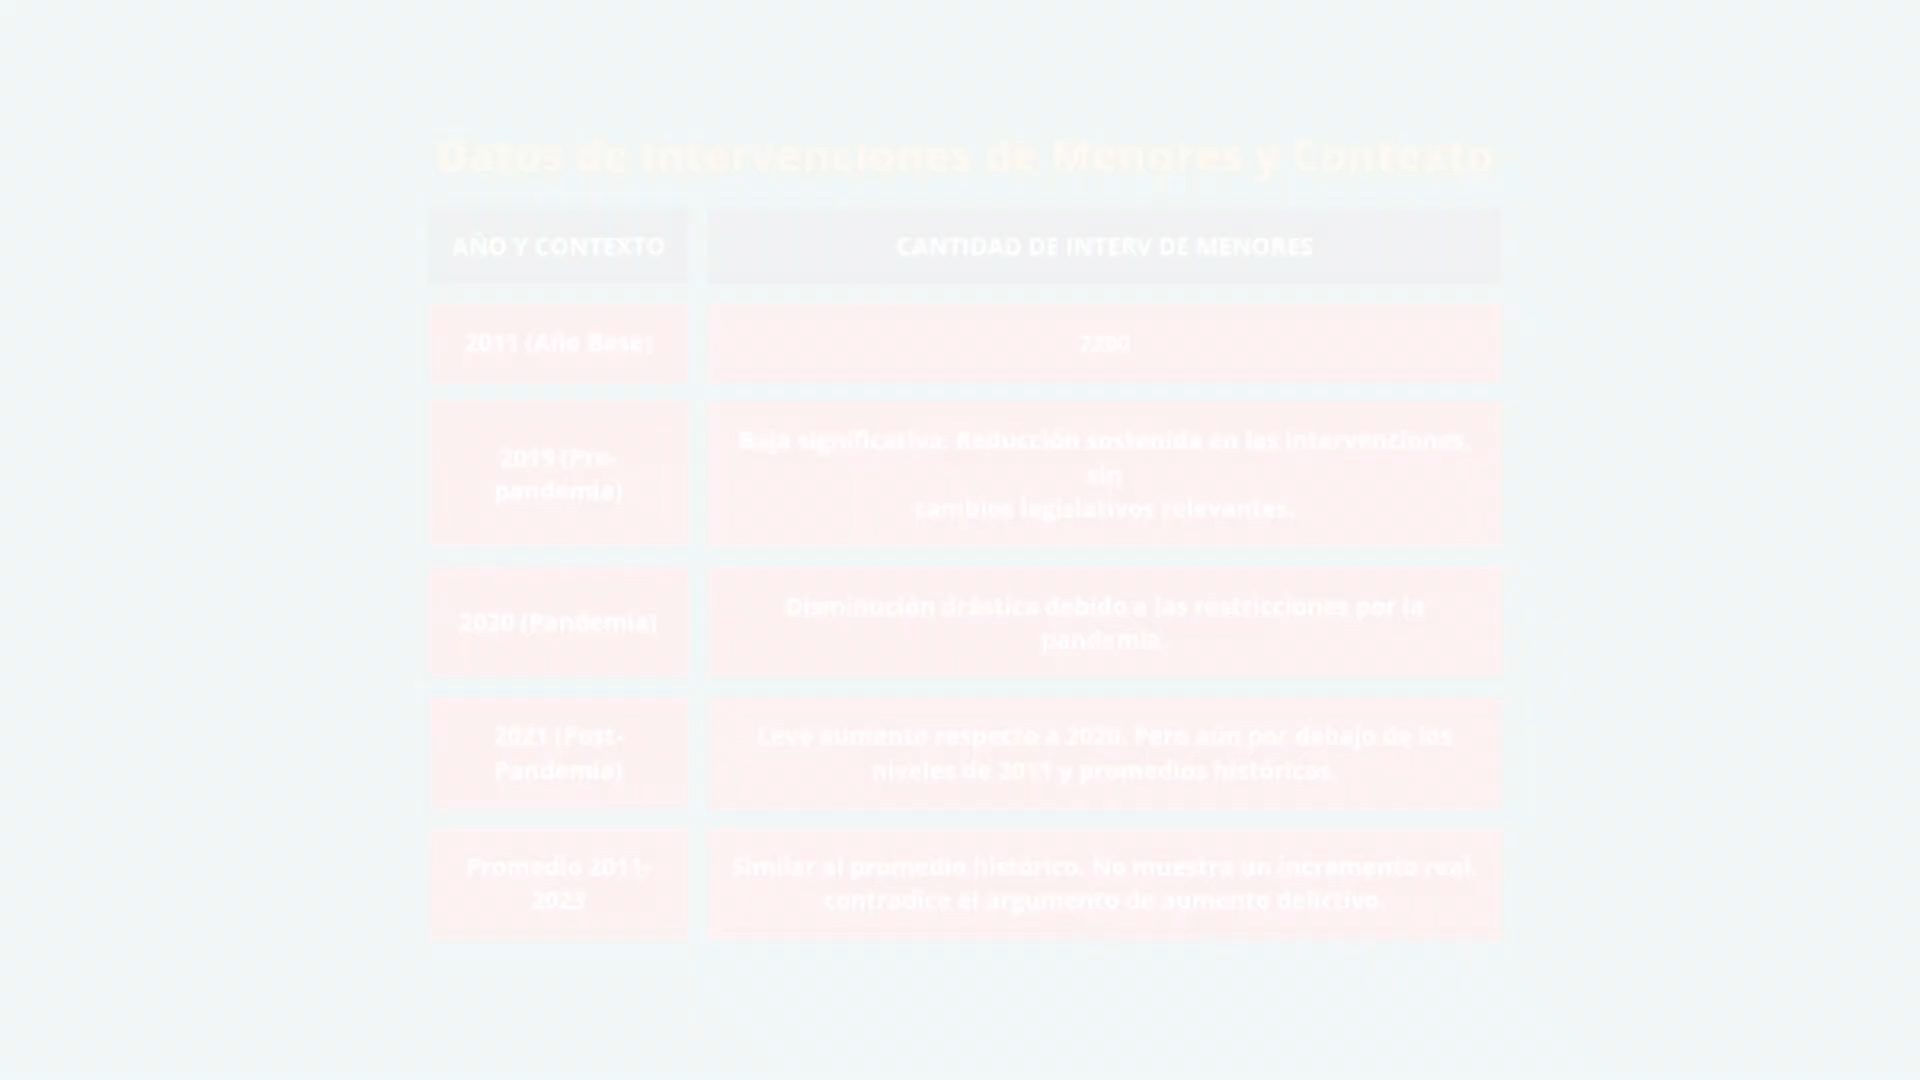 Datos de Intervenciones de Menores y Contexto
AÑO Y CONTEXTO
CANTIDAD DE INTERV DE MENORES
2011 (Año Base)
2200
2019 (Pre-
pandemia)
Baja significativa. Reducción sostenida en las intervenciones,
sin
cambios legislativos relevantes.
2020 (Pandemia)
Disminución drástica debido a las restricciones por la
pandemia.
2021 (Post-
Pandemia)
Leve aumento respecto a 2020. Pero aún por debajo de los
niveles de 2011 y promedios históricos.
Promedio 2011-
2023
Similar al promedio histórico. No muestra un incremento real,
contradice el argumento de aumento delictivo